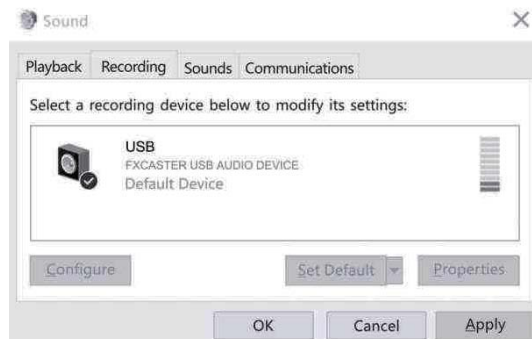 Sound
Playback Recording Sounds Communications
Select a recording device below to modify its settings:
USB
FXCASTER USB AUDIO DEVICE
Default Device
Configure Set Default Properties
OK Cancel Apply